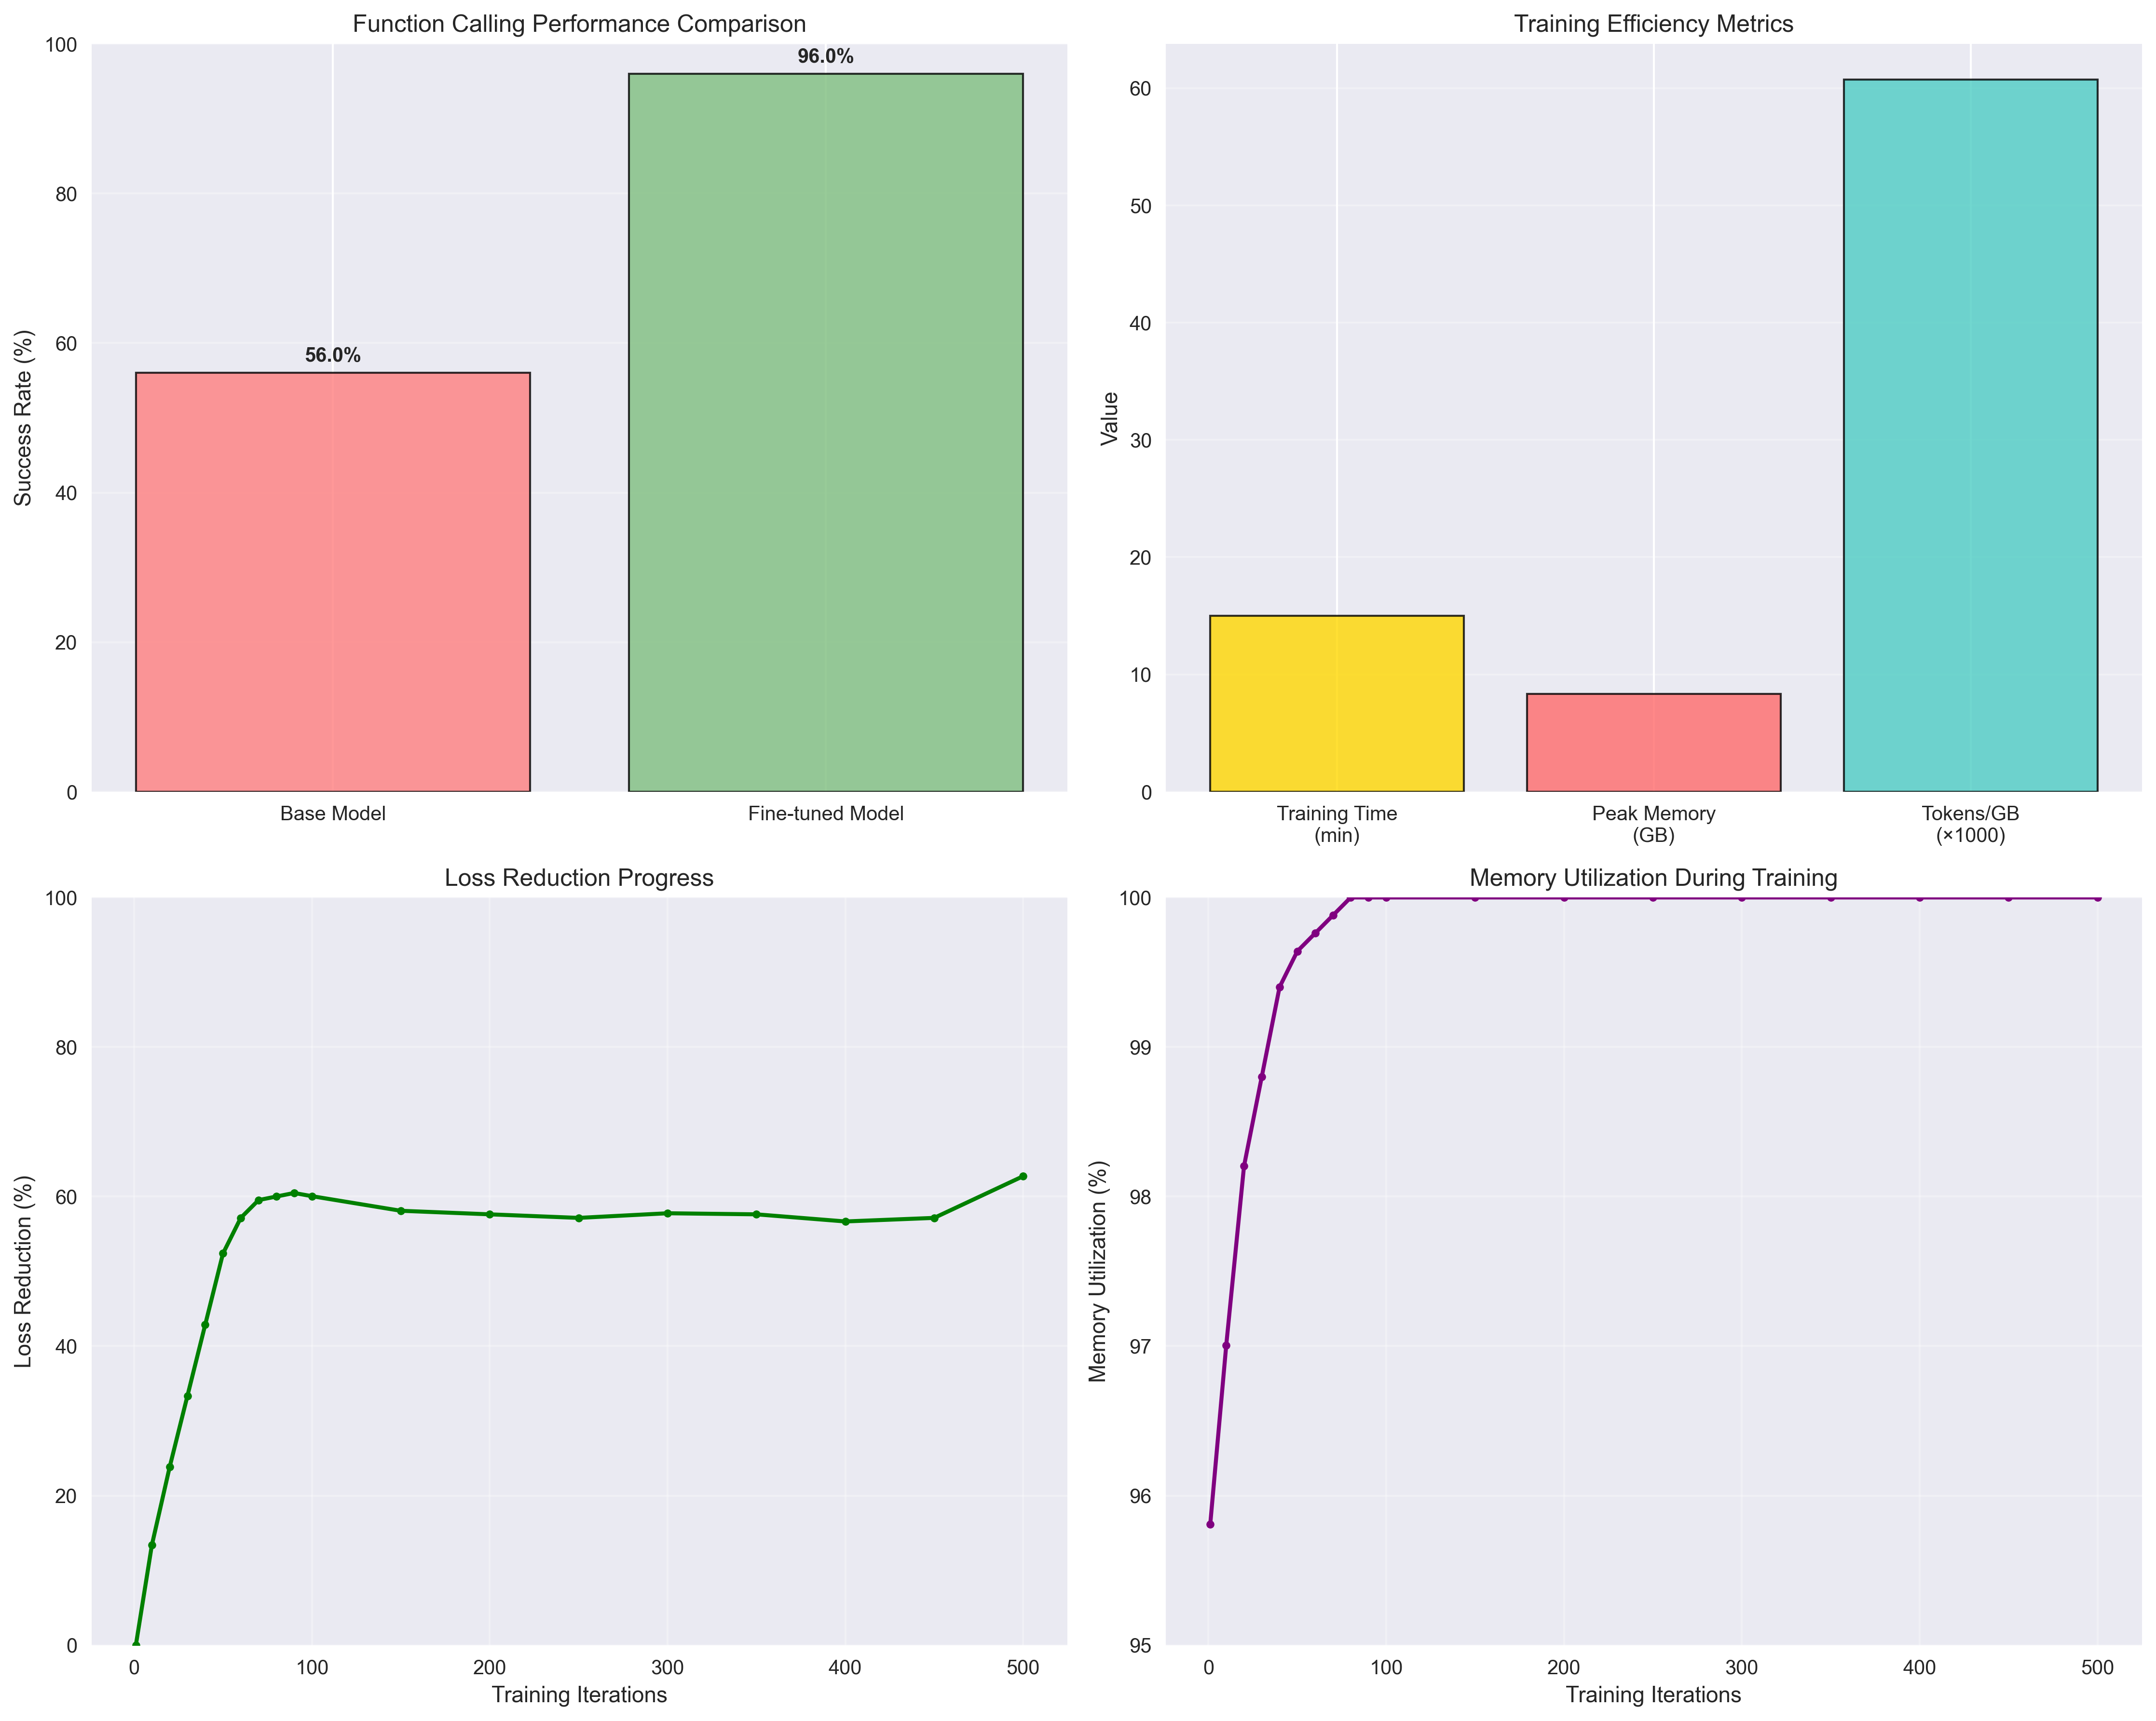 Function Calling Performance Comparison
100
80
60
40
20
0
Success Rate (%)
56.0%
96.0%
Base Model
Fine-tuned Model
Training Efficiency Metrics
60
50
40
30
20
10
0
Value
Training Time
(min)
Peak Memory
(GB)
Tokens/GB
(×1000)
Loss Reduction Progress
100
80
60
40
20
0
Loss Reduction (%)
0
100
200
300
400
500
Training Iterations
Memory Utilization During Training
100
99
98
97
96
95
Memory Utilization (%)
0
100
200
300
400
500
Training Iterations